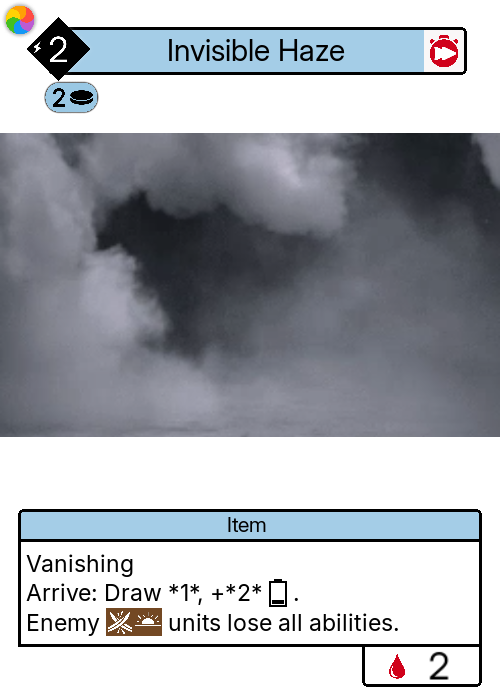 2
Invisible Haze
2
Item
Vanishing
Arrive: Draw *1*, +*2* .
Enemy units lose all abilities.
2